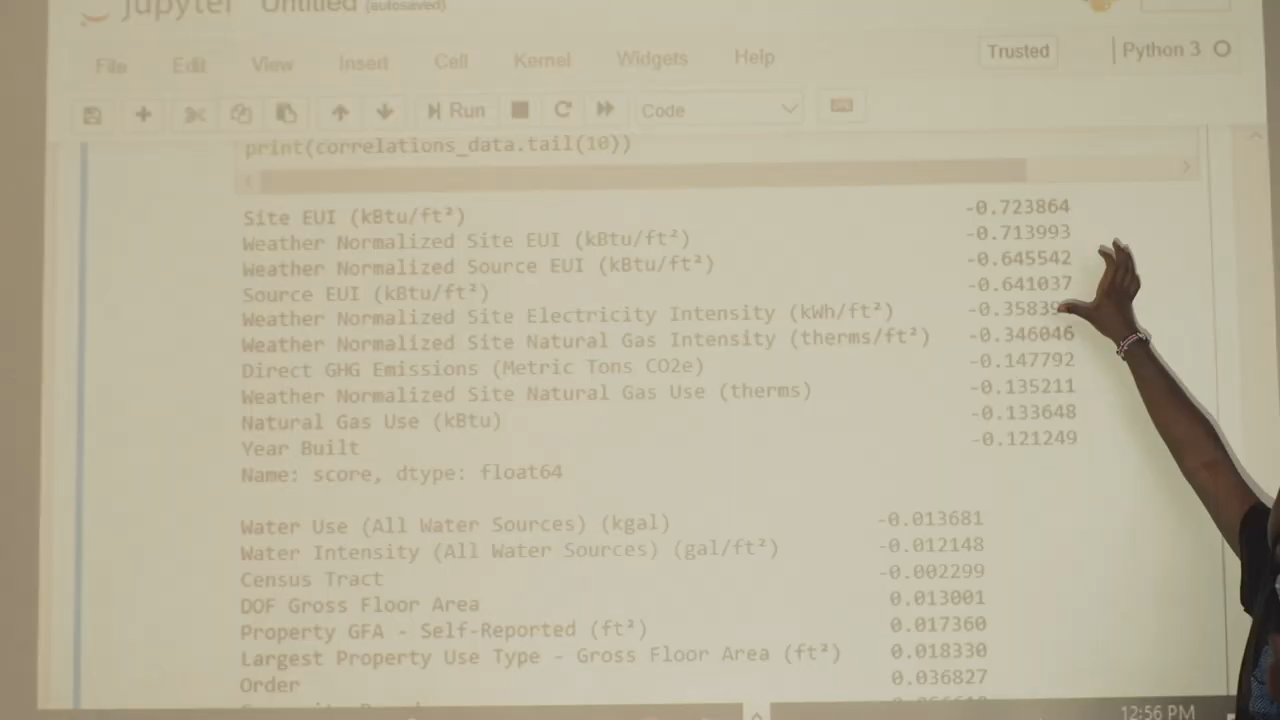 jupyter Untitled (autosaved)
File Edit View Insert Cell Kernel Widgets Help Trusted Python 3
Run Code
print(correlations_data.tail(10))
Site EUI (kBtu/ft²) -0.723864
Weather Normalized Site EUI (kBtu/ft²) -0.713993
Weather Normalized Source EUI (kBtu/ft²) -0.645542
Source EUI (kBtu/ft²) -0.641037
Weather Normalized Site Electricity Intensity (kWh/ft²)
Weather Normalized Site Natural Gas Intensity (therms/ft²) -0.346046
Direct GHG Emissions (Metric Tons CO2e) -0.147792
Weather Normalized Site Natural Gas Use (therms) -0.135211
Natural Gas Use (kBtu) -0.133648
Year Built -0.121249
Name: score, dtype: float64
Water Use (All Water Sources) (kgal) -0.013681
Water Intensity (All Water Sources) (gal/ft²) -0.012148
Census Tract -0.002299
DOF Gross Floor Area 0.013001
Property GFA - Self-Reported (ft²) 0.017360
Largest Property Use Type - Gross Floor Area (ft²) 0.018330
Order 0.036827
12:56 PM